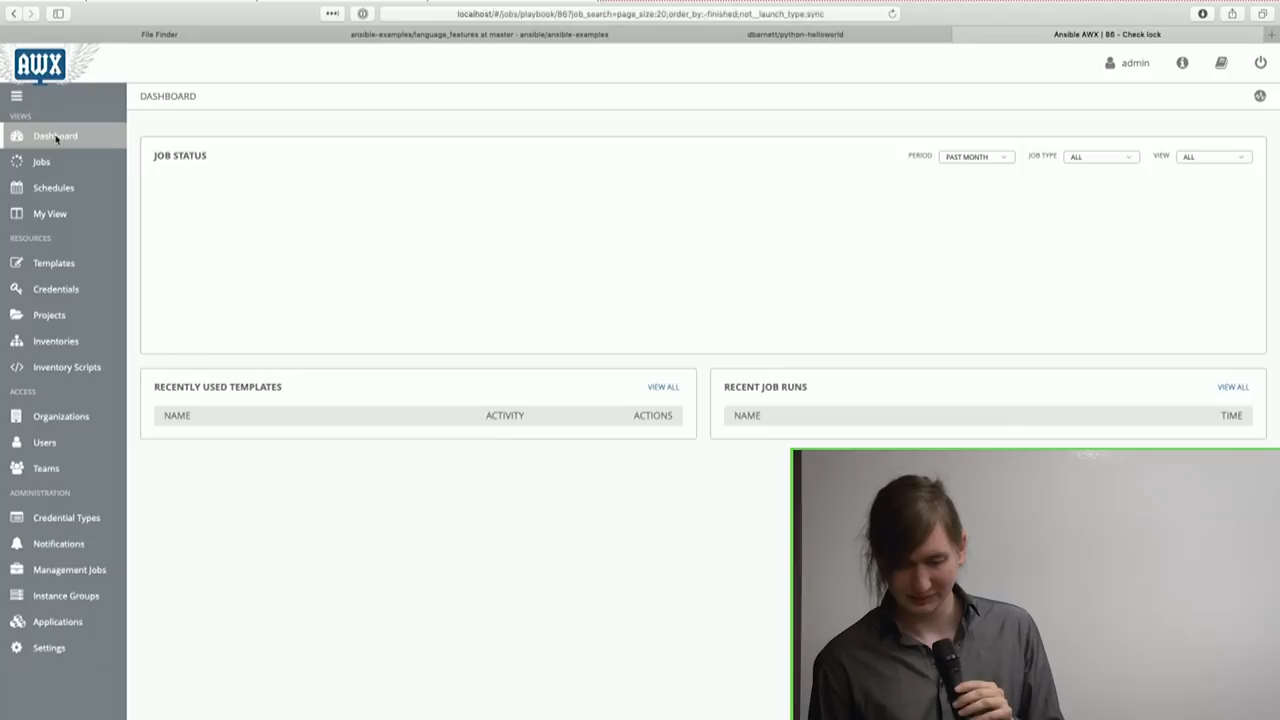 localhost/#/jobs/playbook/86?job_search=page_size:20;order_by:-finished;not__launch_type:sync
File Finder
ansible-examples/language_features at master · ansible/ansible-examples
dbarnett/python-helloworld
Ansible AWX | 86 - Check lock
AWX
admin
DASHBOARD
VIEWS
Dashboard
Jobs
Schedules
My View
RESOURCES
Templates
Credentials
Projects
Inventories
Inventory Scripts
ACCESS
Organizations
Users
Teams
ADMINISTRATION
Credential Types
Notifications
Management Jobs
Instance Groups
Applications
Settings
JOB STATUS
PERIOD PAST MONTH JOB TYPE ALL VIEW ALL
RECENTLY USED TEMPLATES VIEW ALL
NAME ACTIVITY ACTIONS
RECENT JOB RUNS VIEW ALL
NAME TIME